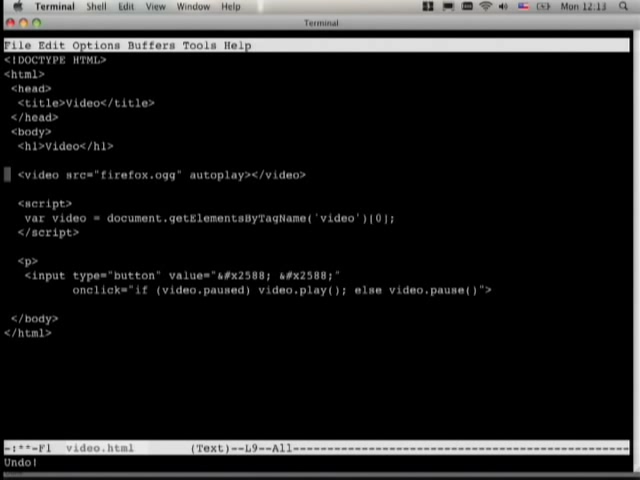 Terminal Shell Edit View Window Help Mon 12:13
Terminal
File Edit Options Buffers Tools Help
<!DOCTYPE HTML>
<html>
<head>
<title>Video</title>
</head>
<body>
<h1>Video</h1>
<video src="firefox.ogg" autoplay></video>
<script>
var video = document.getElementsByTagName('video')[0];
</script>
<p>
<input type="button" value="&#x2588; &#x2588;"
onclick="if (video.paused) video.play(); else video.pause()">
</body>
</html>
-:**-F1 video.html (Text)--L9--All------------------------------------------------
Undo!